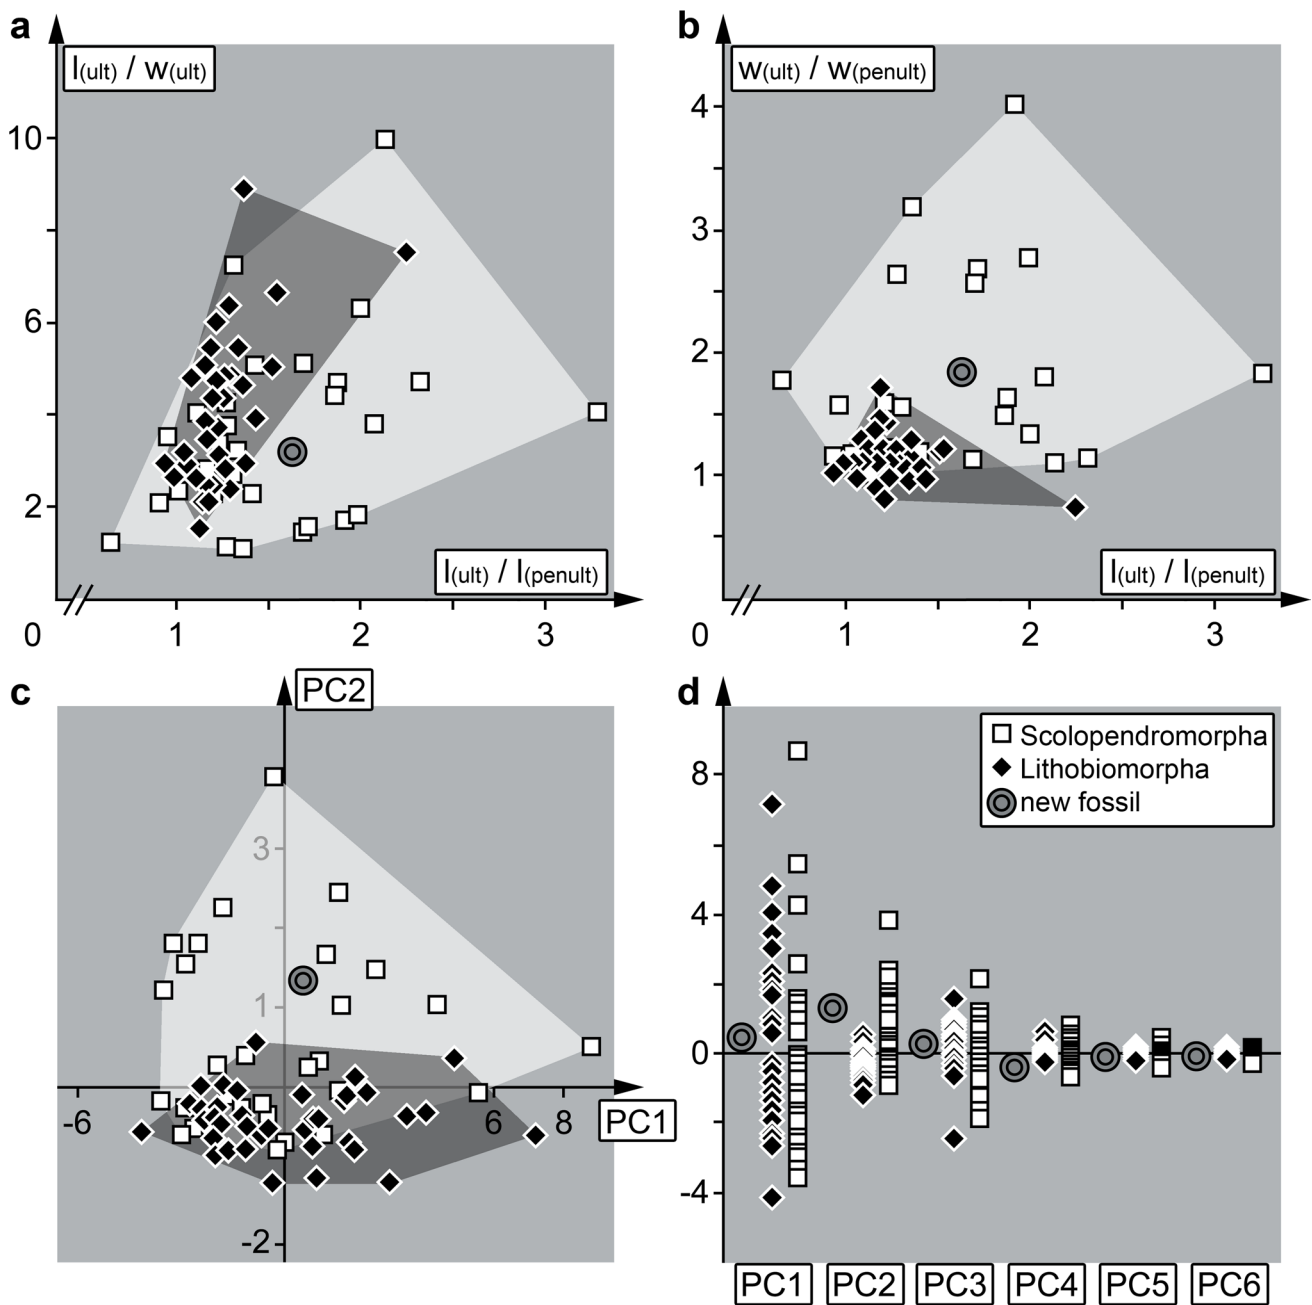 a
l(ult) / w(ult)
10
6
2
0
1
2
3
l(ult) / l(penult)
b
w(ult) / w(penult)
4
3
2
1
0
1
2
3
l(ult) / l(penult)
c
PC2
3
1
-6
6
8
PC1
-2
d
8
4
0
-4
Scolopendromorpha
Lithobiomorpha
new fossil
PC1 PC2 PC3 PC4 PC5 PC6